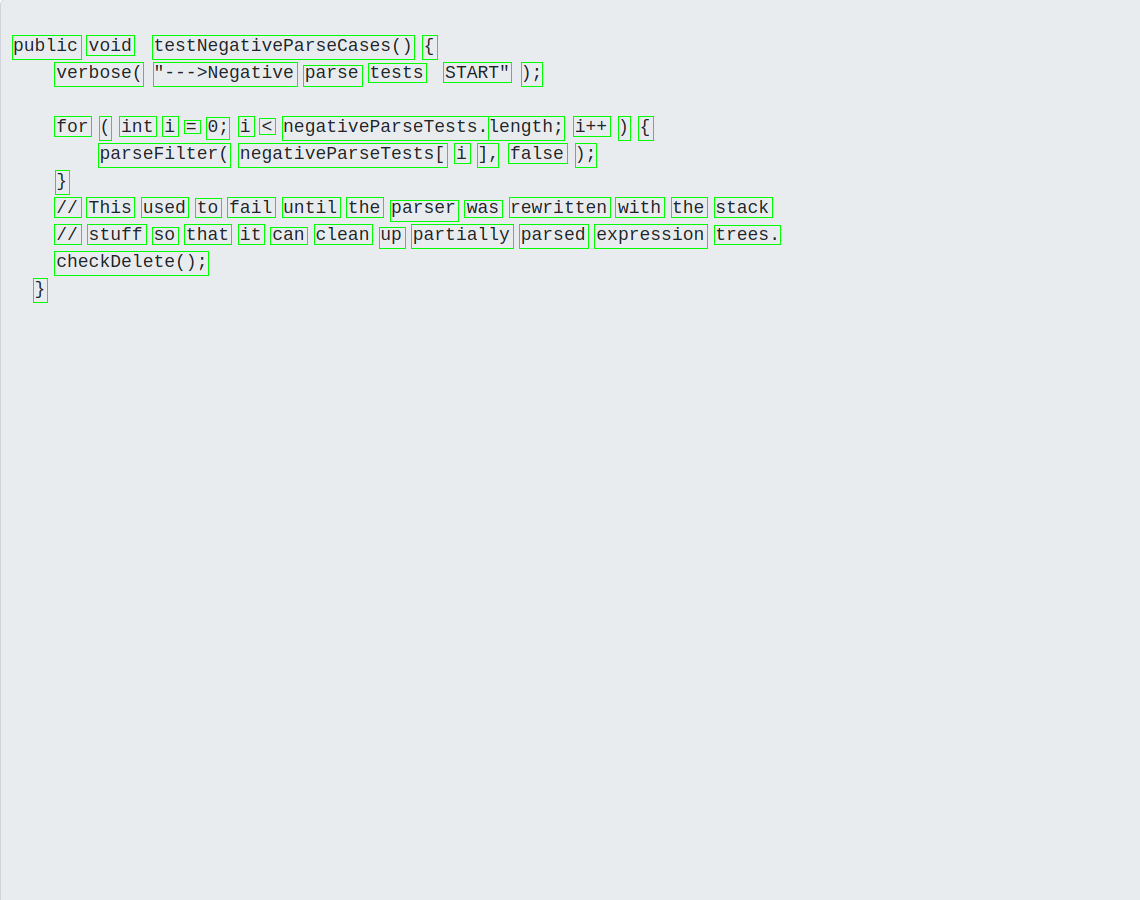 public void testNegativeParseCases() {
verbose( "--->Negative parse tests START" );
for ( int i = 0; i < negativeParseTests.length; i++ ) {
parseFilter( negativeParseTests[ i ], false );
}
// This used to fail until the parser was rewritten with the stack
// stuff so that it can clean up partially parsed expression trees.
checkDelete();
}